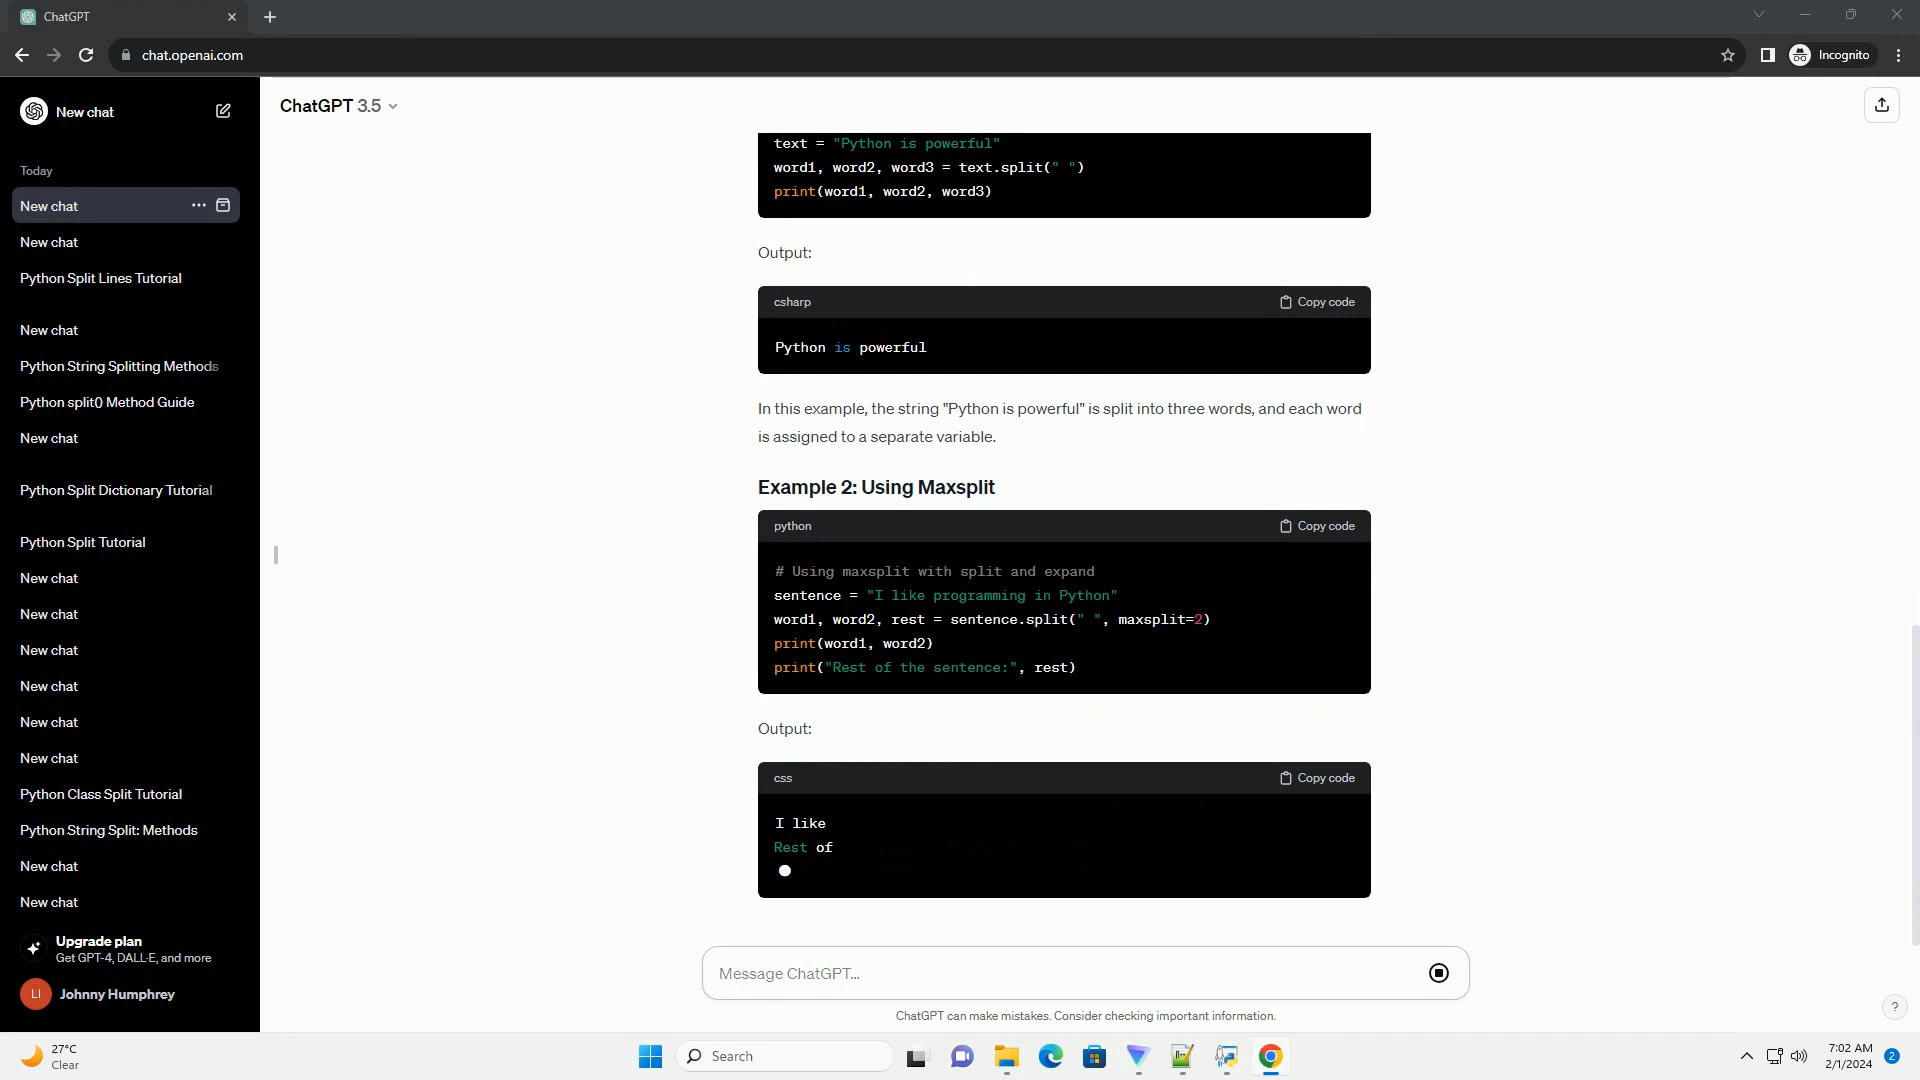 ChatGPT
chat.openai.com
Incognito
New chat
ChatGPT 3.5
Today
New chat
New chat
Python Split Lines Tutorial
New chat
Python String Splitting Methods
Python split() Method Guide
New chat
Python Split Dictionary Tutorial
Python Split Tutorial
New chat
New chat
New chat
New chat
New chat
New chat
Python Class Split Tutorial
Python String Split: Methods
New chat
New chat
Upgrade plan
Get GPT-4, DALL·E, and more
LI
Johnny Humphrey
text = "Python is powerful"
word1, word2, word3 = text.split(" ")
print(word1, word2, word3)
Output:
csharp
Copy code
Python is powerful
In this example, the string "Python is powerful" is split into three words, and each word
is assigned to a separate variable.
Example 2: Using Maxsplit
python
Copy code
# Using maxsplit with split and expand
sentence = "I like programming in Python"
word1, word2, rest = sentence.split(" ", maxsplit=2)
print(word1, word2)
print("Rest of the sentence:", rest)
Output:
css
Copy code
I like
Rest of
Message ChatGPT...
ChatGPT can make mistakes. Consider checking important information.
?
27°C
Clear
Search
7:02 AM
2/1/2024
2